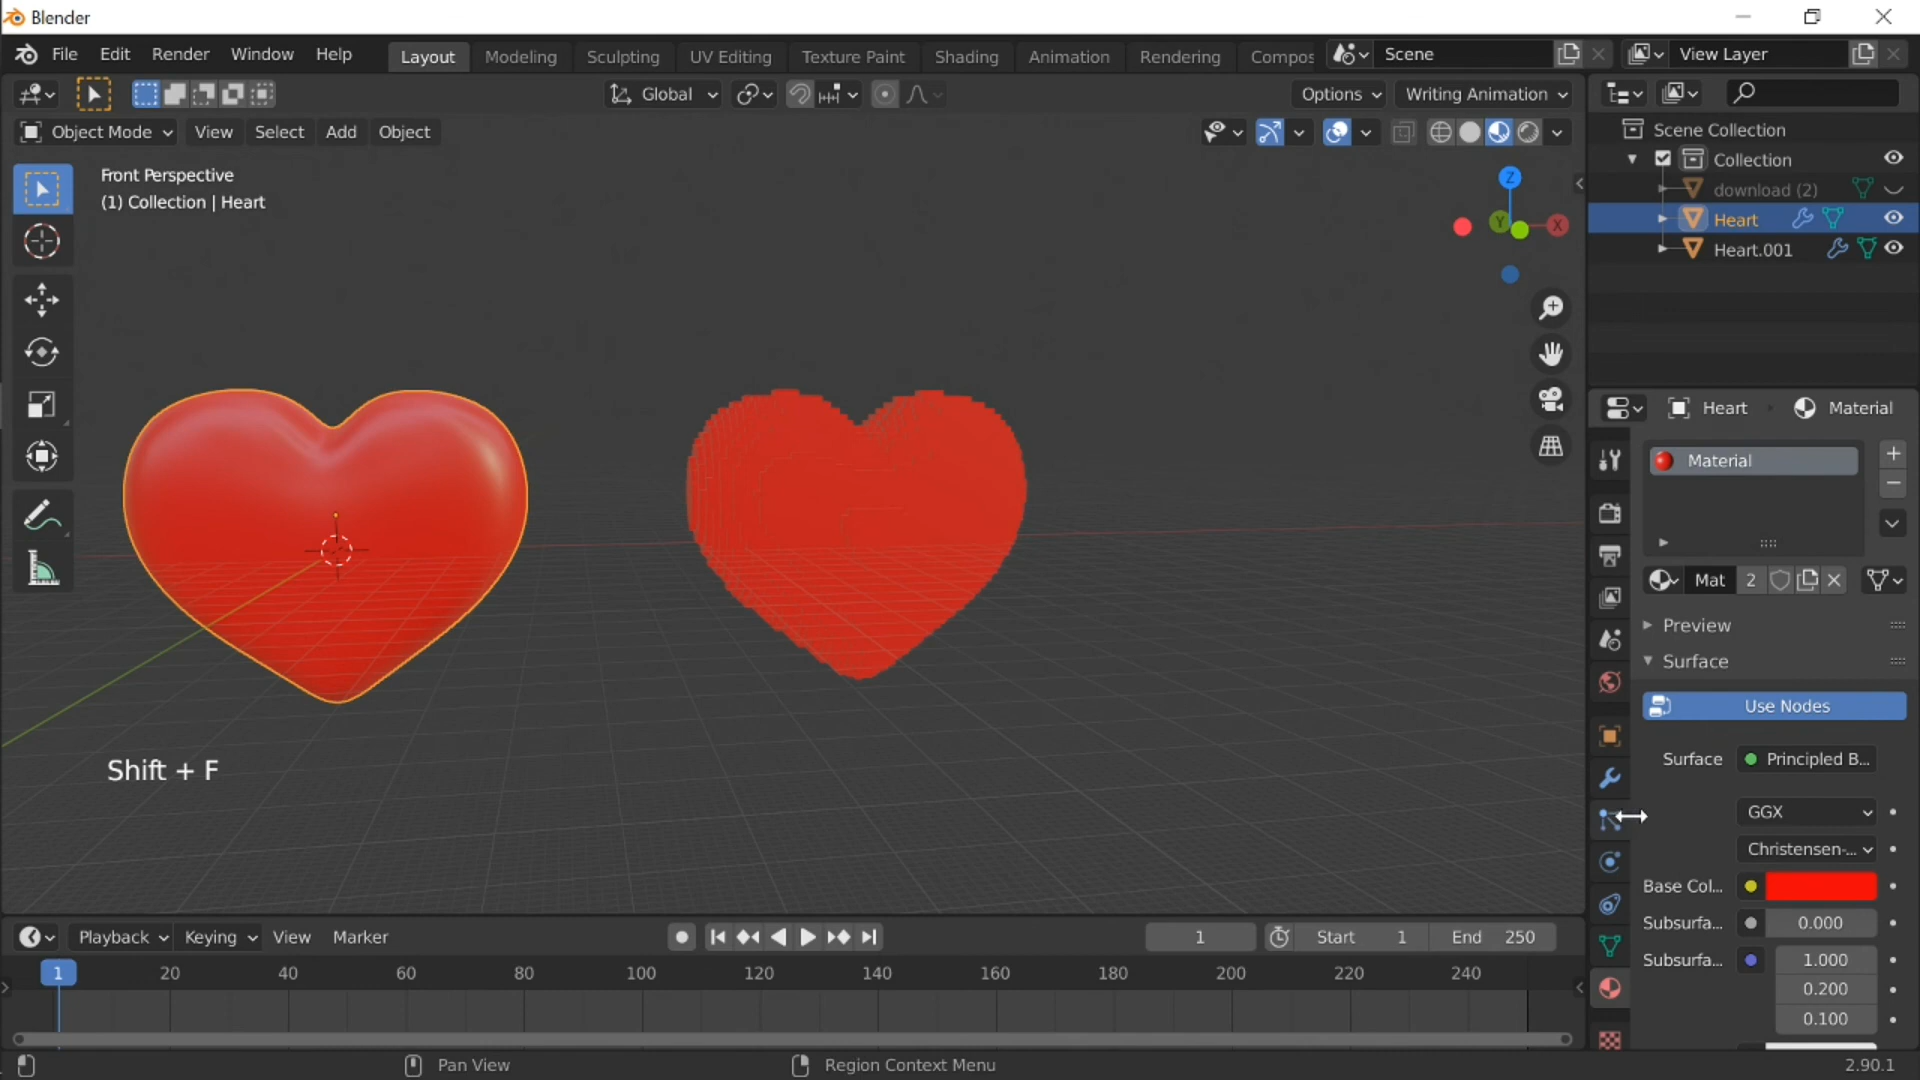 Blender
File Edit Render Window Help Layout Modeling Sculpting UV Editing Texture Paint Shading Animation Rendering Compos Scene View Layer
Global Options Writing Animation
Object Mode View Select Add Object
Front Perspective
(1) Collection | Heart
Z
Y
X
Scene Collection
Collection
download (2)
Heart
Heart.001
Heart Material
Material
Mat 2
Preview
Surface
Use Nodes
Surface Principled B...
GGX
Christensen-...
Base Col...
Subsurfa... 0.000
Subsurfa... 1.000
0.200
0.100
Shift + F
Playback Keying View Marker 1 Start 1 End 250
1 20 40 60 80 100 120 140 160 180 200 220 240
Pan View Region Context Menu 2.90.1